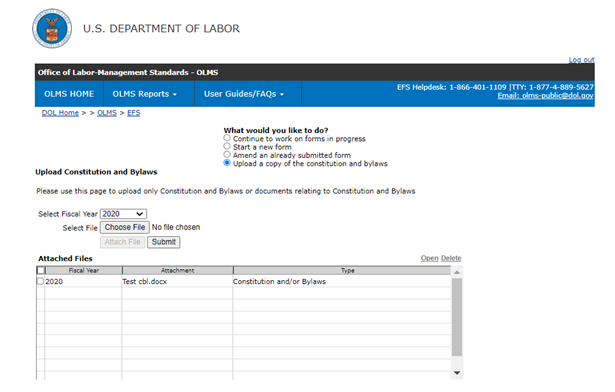 U.S. DEPARTMENT OF LABOR
Log out
Office of Labor-Management Standards - OLMS
OLMS HOME OLMS Reports User Guides/FAQs
EFS Helpdesk: 1-866-401-1109 |TTY: 1-877-4-889-5627
Email: olms-public@dol.gov
DOL Home > > OLMS > EFS
What would you like to do?
Continue to work on forms in progress
Start a new form
Amend an already submitted form
Upload a copy of the constitution and bylaws
Upload Constitution and Bylaws
Please use this page to upload only Constitution and Bylaws or documents relating to Constitution and Bylaws
Select Fiscal Year 2020
Select File Choose File No file chosen
Attach File Submit
Attached Files Open Delete
Fiscal Year Attachment Type
2020 Test cbl.docx Constitution and/or Bylaws